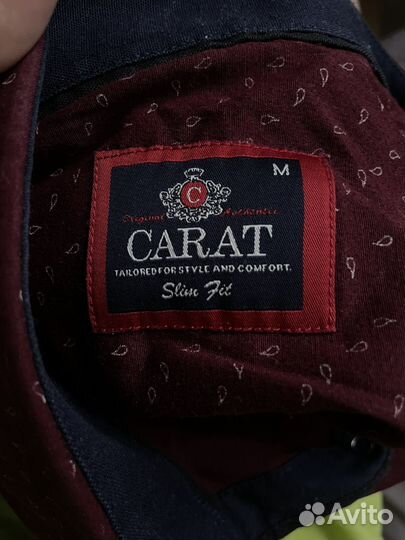 M
C
Original Authentic
CARAT
TAILORED FOR STYLE AND COMFORT.
Slim Fit
Avito